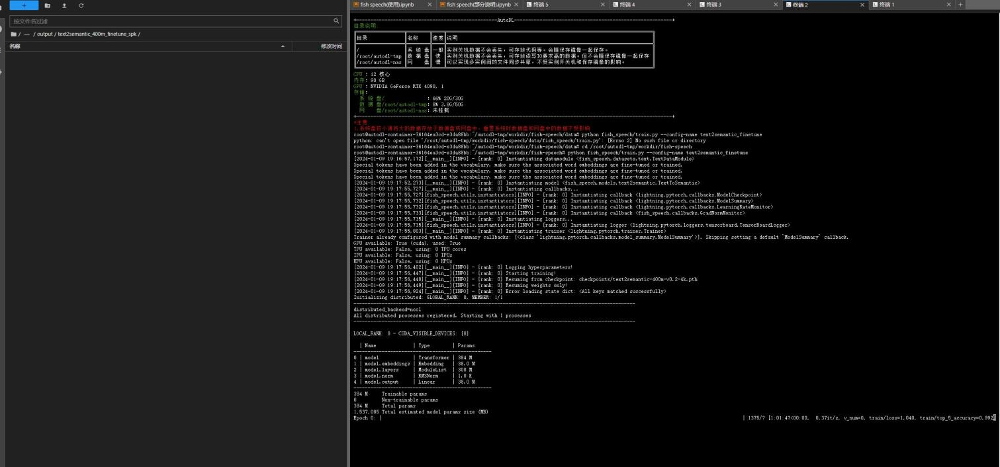 按文件名过滤
/ ··· / output / text2semantic_400m_finetune_spk /
名称 修改时间
fish speech(使用).ipynb × fish speech(部分说明).ipynb × 终端 5 × 终端 4 × 终端 3 × 终端 2 × 终端 1 × +
AutoDL
目录说明:
目录 名称 速度 说明
/ 系 统 盘 一般 实例关机数据不会丢失，可存放代码等。会随保存镜像一起保存。
/root/autodl-tmp 数 据 盘 快 实例关机数据不会丢失，可存放读写IO要求高的数据。但不会随保存镜像一起保存
/root/autodl-nas 网 盘 慢 可以实现多实例间的文件同步共享，不受实例开关机和保存镜像的影响。
CPU : 12 核心
内存: 90 GB
GPU : NVIDIA GeForce RTX 4090, 1
存储:
系 统 盘/ : 66% 20G/30G
数 据 盘/root/autodl-tmp: 8% 3.8G/50G
网 盘/root/autodl-nas: 未挂载
*注意:
1.系统盘较小请将大的数据存放于数据盘或网盘中，重置系统时数据盘和网盘中的数据不受影响
root@autodl-container-36164ea3cd-e3da88bb:~/autodl-tmp/workdir/fish-speech/data# python fish_speech/train.py --config-name text2semantic_finetune
python: can't open file '/root/autodl-tmp/workdir/fish-speech/data/fish_speech/train.py': [Errno 2] No such file or directory
root@autodl-container-36164ea3cd-e3da88bb:~/autodl-tmp/workdir/fish-speech/data# cd /root/autodl-tmp/workdir/fish-speech
root@autodl-container-36164ea3cd-e3da88bb:~/autodl-tmp/workdir/fish-speech# python fish_speech/train.py --config-name text2semantic_finetune
[2024-01-09 19:16:57,172][__main__][INFO] - [rank: 0] Instantiating datamodule <fish_speech.datasets.text.TextDataModule>
Special tokens have been added in the vocabulary, make sure the associated word embeddings are fine-tuned or trained.
Special tokens have been added in the vocabulary, make sure the associated word embeddings are fine-tuned or trained.
Special tokens have been added in the vocabulary, make sure the associated word embeddings are fine-tuned or trained.
[2024-01-09 19:17:52,273][__main__][INFO] - [rank: 0] Instantiating model <fish_speech.models.text2semantic.TextToSemantic>
[2024-01-09 19:17:55,727][__main__][INFO] - [rank: 0] Instantiating callbacks...
[2024-01-09 19:17:55,727][fish_speech.utils.instantiators][INFO] - [rank: 0] Instantiating callback <lightning.pytorch.callbacks.ModelCheckpoint>
[2024-01-09 19:17:55,732][fish_speech.utils.instantiators][INFO] - [rank: 0] Instantiating callback <lightning.pytorch.callbacks.ModelSummary>
[2024-01-09 19:17:55,732][fish_speech.utils.instantiators][INFO] - [rank: 0] Instantiating callback <lightning.pytorch.callbacks.LearningRateMonitor>
[2024-01-09 19:17:55,733][fish_speech.utils.instantiators][INFO] - [rank: 0] Instantiating callback <fish_speech.callbacks.GradNormMonitor>
[2024-01-09 19:17:55,735][__main__][INFO] - [rank: 0] Instantiating loggers...
[2024-01-09 19:17:55,735][fish_speech.utils.instantiators][INFO] - [rank: 0] Instantiating logger <lightning.pytorch.loggers.tensorboard.TensorBoardLogger>
[2024-01-09 19:17:55,803][__main__][INFO] - [rank: 0] Instantiating trainer <lightning.pytorch.trainer.Trainer>
Trainer already configured with model summary callbacks: [<class 'lightning.pytorch.callbacks.model_summary.ModelSummary'>]. Skipping setting a default `ModelSummary` callback.
GPU available: True (cuda), used: True
TPU available: False, using: 0 TPU cores
IPU available: False, using: 0 IPUs
HPU available: False, using: 0 HPUs
[2024-01-09 19:17:56,402][__main__][INFO] - [rank: 0] Logging hyperparameters!
[2024-01-09 19:17:56,447][__main__][INFO] - [rank: 0] Starting training!
[2024-01-09 19:17:56,448][__main__][INFO] - [rank: 0] Resuming from checkpoint: checkpoints/text2semantic-400m-v0.2-4k.pth
[2024-01-09 19:17:56,449][__main__][INFO] - [rank: 0] Resuming weights only!
[2024-01-09 19:17:56,924][__main__][INFO] - [rank: 0] Error loading state dict: <All keys matched successfully>
Initializing distributed: GLOBAL_RANK: 0, MEMBER: 1/1
distributed_backend=nccl
All distributed processes registered. Starting with 1 processes
LOCAL_RANK: 0 - CUDA_VISIBLE_DEVICES: [0]
| Name | Type | Params
0 | model | Transformer | 384 M
1 | model.embeddings | Embedding | 38.0 M
2 | model.layers | ModuleList | 308 M
3 | model.norm | RMSNorm | 1.0 K
4 | model.output | Linear | 38.0 M
384 M Trainable params
0 Non-trainable params
384 M Total params
1,537.085 Total estimated model params size (MB)
Epoch 0: | | 1375/? [1:01:47<00:00, 0.37it/s, v_num=0, train/loss=1.040, train/top_5_accuracy=0.992]